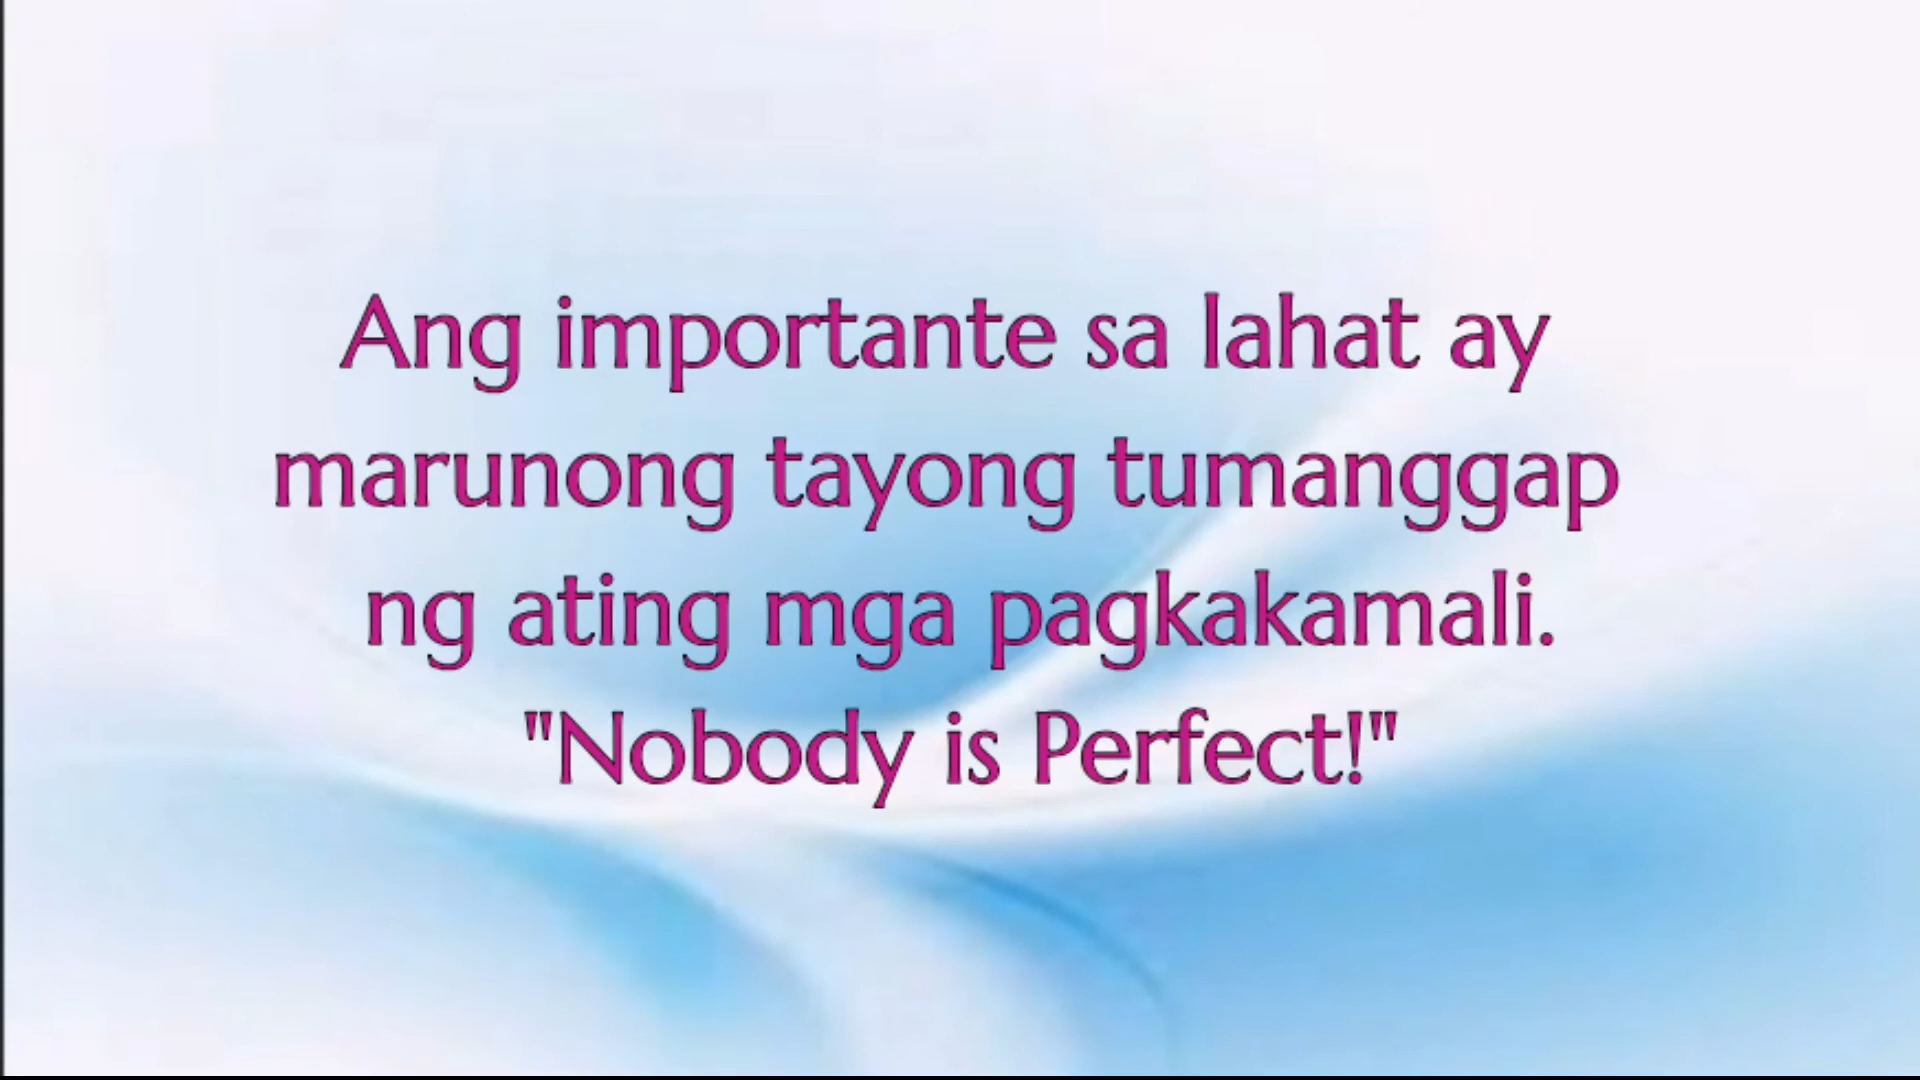 Ang importante sa lahat ay
marunong tayong tumanggap
ng ating mga pagkakamali.
"Nobody is Perfect!"